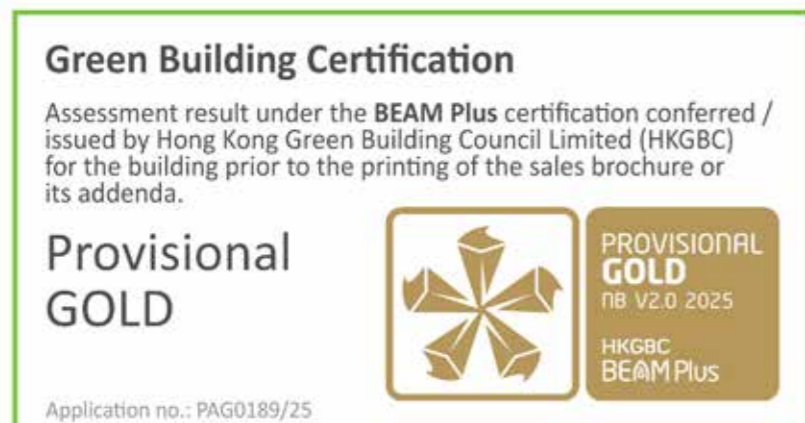 Green Building Certification
Assessment result under the BEAM Plus certification conferred /
issued by Hong Kong Green Building Council Limited (HKGBC)
for the building prior to the printing of the sales brochure or
its addenda.
Provisional
GOLD
PROVISIONAL
GOLD
NB V2.0 2025
HKGBC
BEAM Plus
Application no.: PAG0189/25